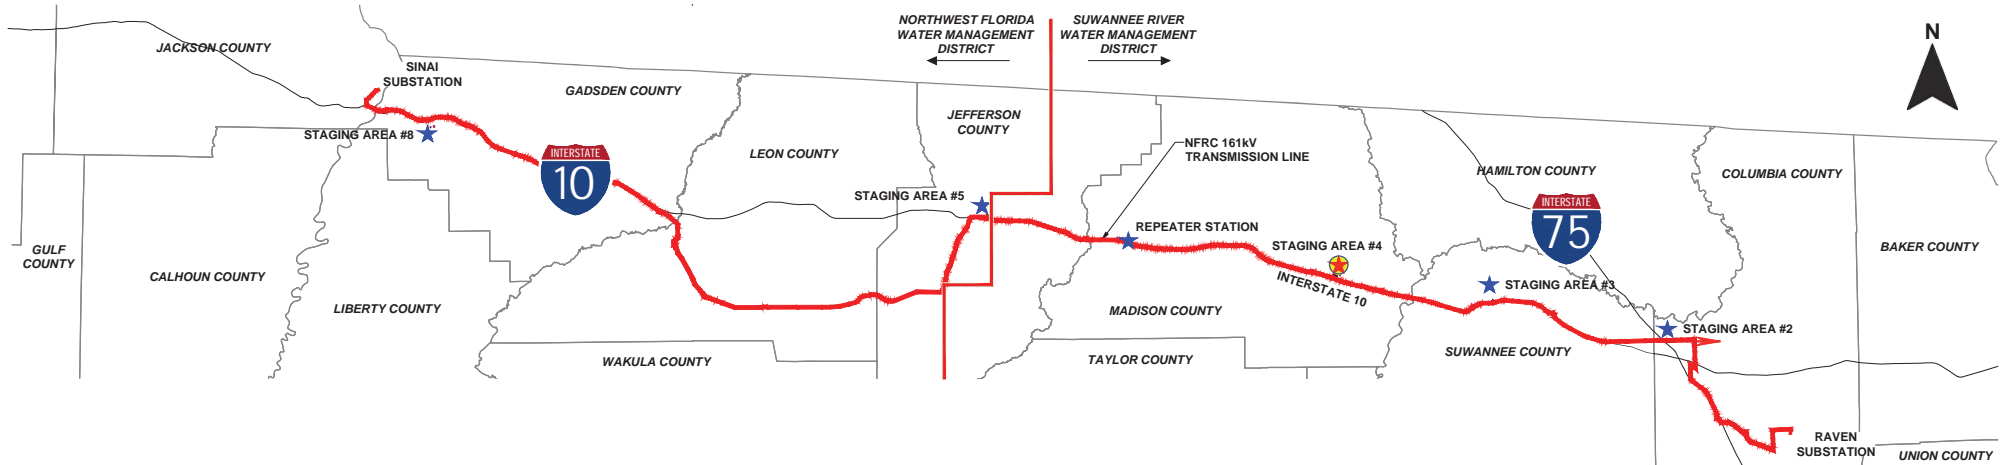 NORTHWEST FLORIDA
WATER MANAGEMENT
DISTRICT
SUWANNEE RIVER
WATER MANAGEMENT
DISTRICT
N
JACKSON COUNTY
SINAI
SUBSTATION
GADSDEN COUNTY
JEFFERSON
COUNTY
STAGING AREA #8
LEON COUNTY
NFRC 161kV
TRANSMISSION LINE
INTERSTATE
10
HAMILTON COUNTY
COLUMBIA COUNTY
STAGING AREA #5
INTERSTATE
75
REPEATER STATION
STAGING AREA #4
BAKER COUNTY
GULF
COUNTY
CALHOUN COUNTY
INTERSTATE 10
STAGING AREA #3
LIBERTY COUNTY
MADISON COUNTY
STAGING AREA #2
WAKULA COUNTY
TAYLOR COUNTY
SUWANNEE COUNTY
RAVEN
SUBSTATION
UNION COUNTY